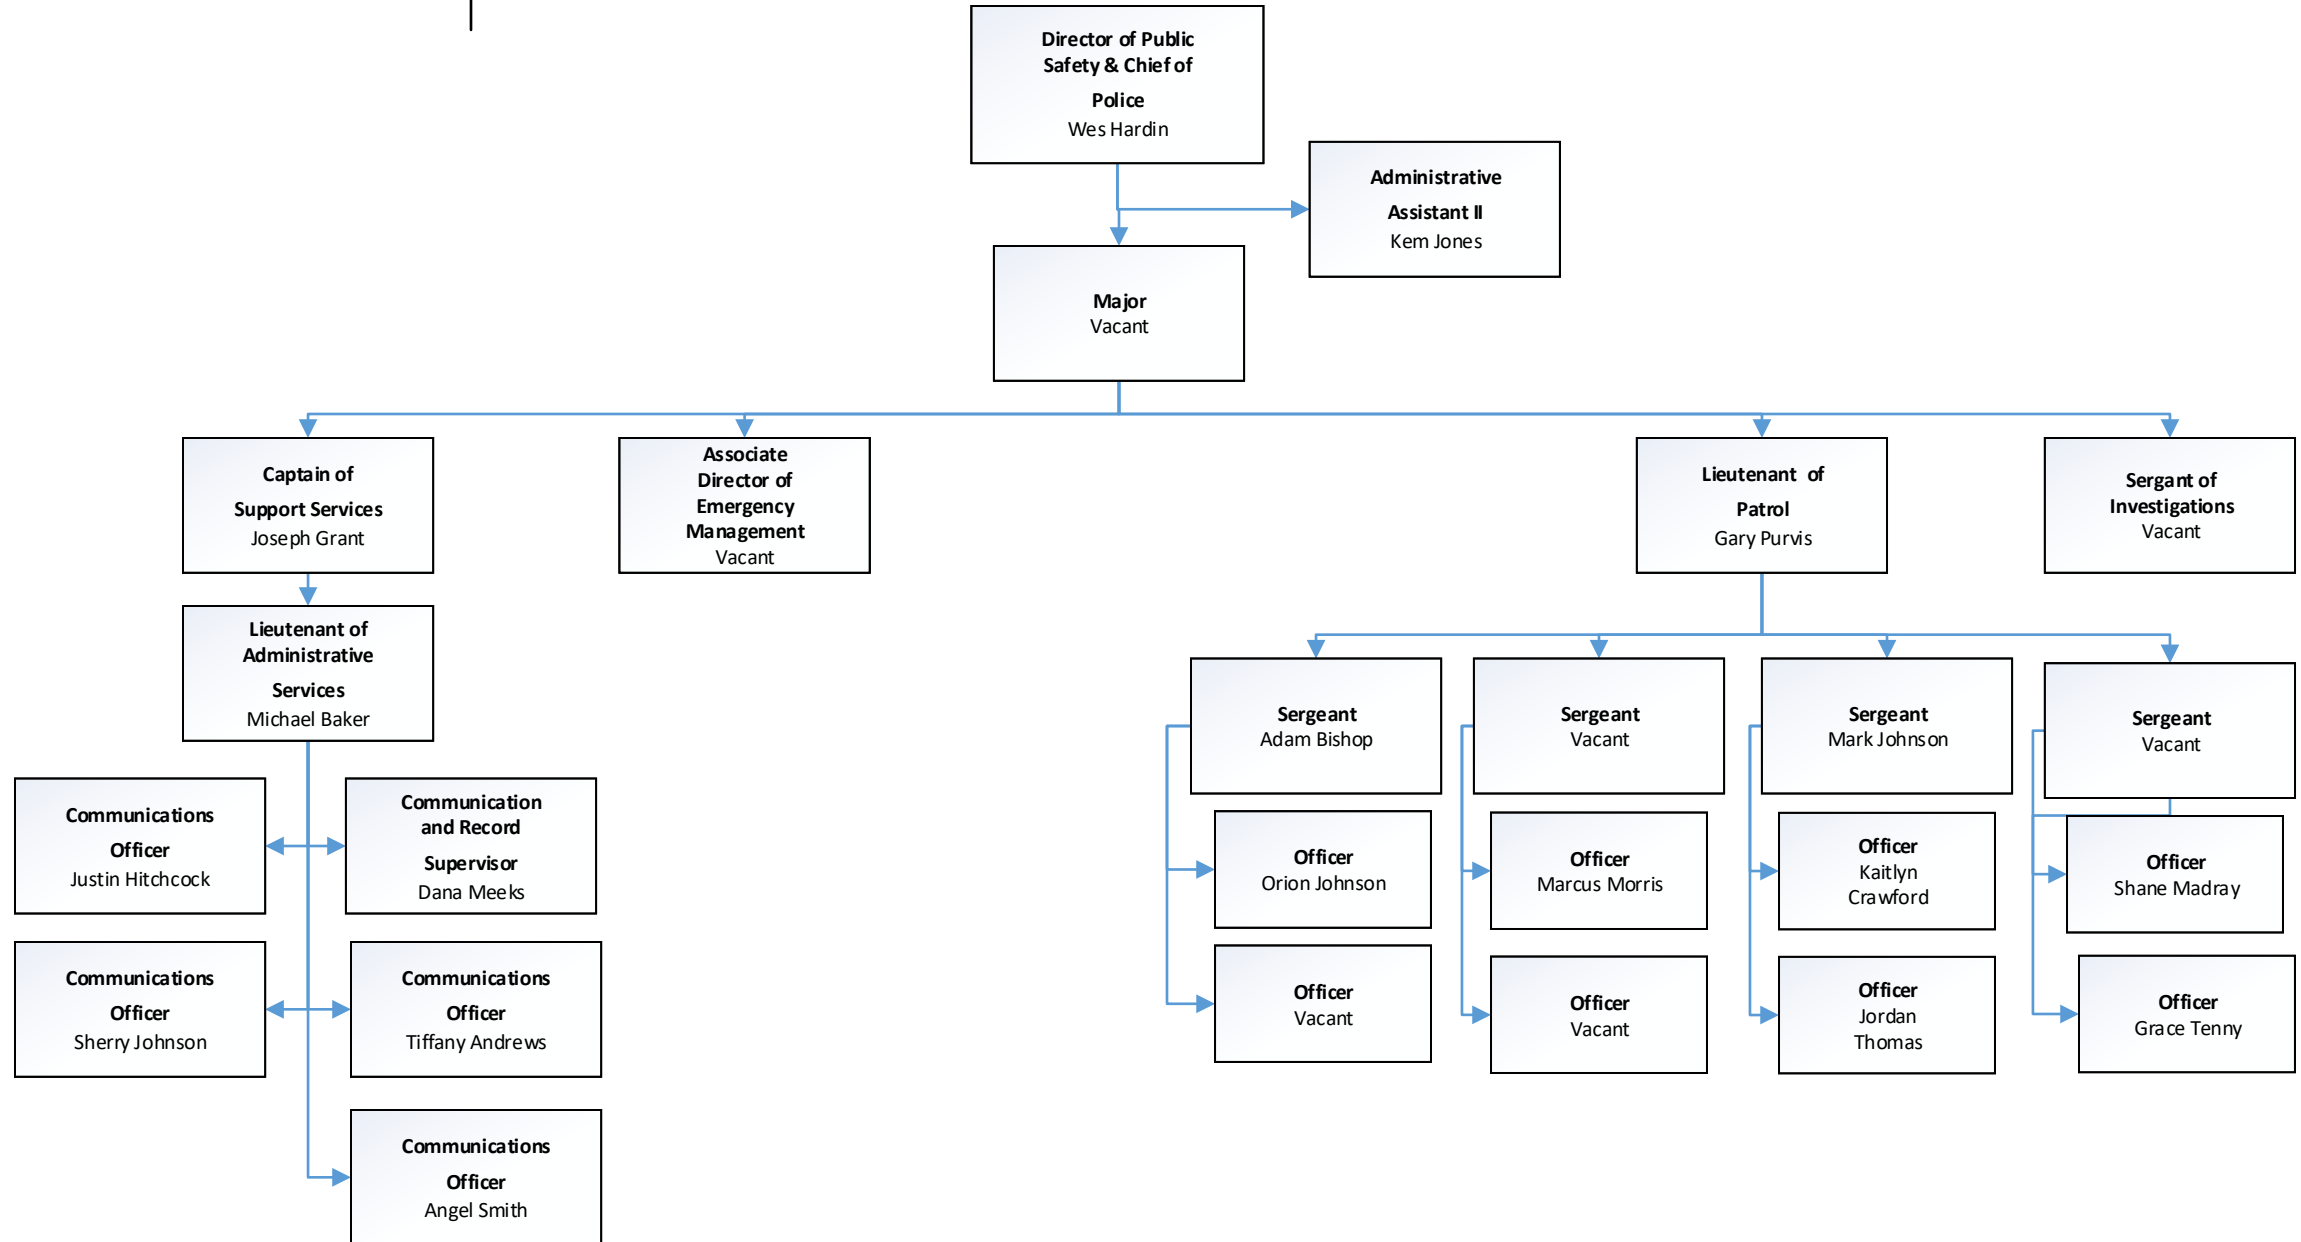 Director of Public
Safety & Chief of
Police
Wes Hardin
Administrative
Assistant II
Kem Jones
Major
Vacant
Captain of
Support Services
Joseph Grant
Associate
Director of
Emergency
Management
Vacant
Lieutenant of
Patrol
Gary Purvis
Sergant of
Investigations
Vacant
Lieutenant of
Administrative
Services
Michael Baker
Sergeant
Adam Bishop
Sergeant
Vacant
Sergeant
Mark Johnson
Sergeant
Vacant
Communications
Officer
Justin Hitchcock
Communication
and Record
Supervisor
Dana Meeks
Officer
Orion Johnson
Officer
Marcus Morris
Officer
Kaitlyn
Crawford
Officer
Shane Madray
Communications
Officer
Sherry Johnson
Communications
Officer
Tiffany Andrews
Officer
Vacant
Officer
Vacant
Officer
Jordan
Thomas
Officer
Grace Tenny
Communications
Officer
Angel Smith